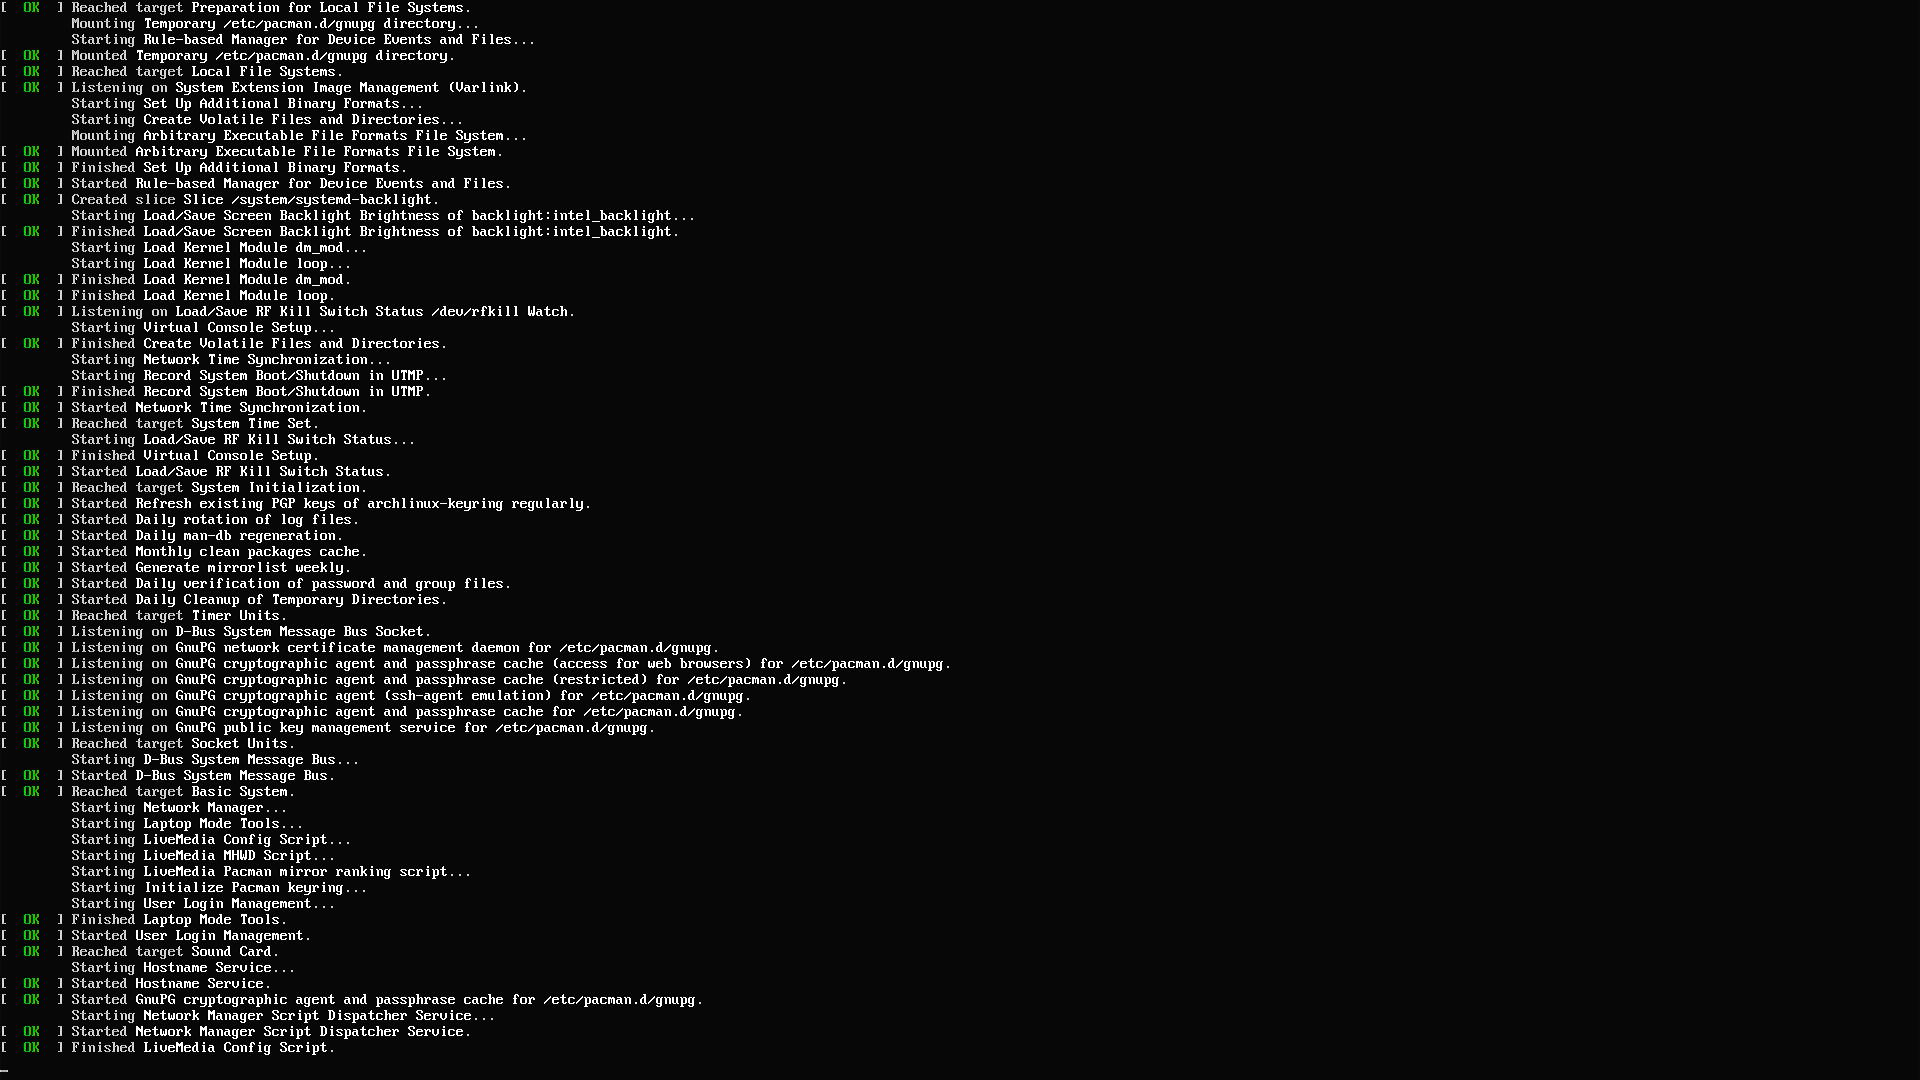 [  OK  ] Reached target Preparation for Local File Systems.
Mounting Temporary /etc/pacman.d/gnupg directory...
Starting Rule-based Manager for Device Events and Files...
[  OK  ] Mounted Temporary /etc/pacman.d/gnupg directory.
[  OK  ] Reached target Local File Systems.
[  OK  ] Listening on System Extension Image Management (Varlink).
Starting Set Up Additional Binary Formats...
Starting Create Volatile Files and Directories...
Mounting Arbitrary Executable File Formats File System...
[  OK  ] Mounted Arbitrary Executable File Formats File System.
[  OK  ] Finished Set Up Additional Binary Formats.
[  OK  ] Started Rule-based Manager for Device Events and Files.
[  OK  ] Created slice Slice /system/systemd-backlight.
Starting Load/Save Screen Backlight Brightness of backlight:intel_backlight...
[  OK  ] Finished Load/Save Screen Backlight Brightness of backlight:intel_backlight.
Starting Load Kernel Module dm_mod...
Starting Load Kernel Module loop...
[  OK  ] Finished Load Kernel Module dm_mod.
[  OK  ] Finished Load Kernel Module loop.
[  OK  ] Listening on Load/Save RF Kill Switch Status /dev/rfkill Watch.
Starting Virtual Console Setup...
[  OK  ] Finished Create Volatile Files and Directories.
Starting Network Time Synchronization...
Starting Record System Boot/Shutdown in UTMP...
[  OK  ] Finished Record System Boot/Shutdown in UTMP.
[  OK  ] Started Network Time Synchronization.
[  OK  ] Reached target System Time Set.
Starting Load/Save RF Kill Switch Status...
[  OK  ] Finished Virtual Console Setup.
[  OK  ] Started Load/Save RF Kill Switch Status.
[  OK  ] Reached target System Initialization.
[  OK  ] Started Refresh existing PGP keys of archlinux-keyring regularly.
[  OK  ] Started Daily rotation of log files.
[  OK  ] Started Daily man-db regeneration.
[  OK  ] Started Monthly clean packages cache.
[  OK  ] Started Generate mirrorlist weekly.
[  OK  ] Started Daily verification of password and group files.
[  OK  ] Started Daily Cleanup of Temporary Directories.
[  OK  ] Reached target Timer Units.
[  OK  ] Listening on D-Bus System Message Bus Socket.
[  OK  ] Listening on GnuPG network certificate management daemon for /etc/pacman.d/gnupg.
[  OK  ] Listening on GnuPG cryptographic agent and passphrase cache (access for web browsers) for /etc/pacman.d/gnupg.
[  OK  ] Listening on GnuPG cryptographic agent and passphrase cache (restricted) for /etc/pacman.d/gnupg.
[  OK  ] Listening on GnuPG cryptographic agent (ssh-agent emulation) for /etc/pacman.d/gnupg.
[  OK  ] Listening on GnuPG cryptographic agent and passphrase cache for /etc/pacman.d/gnupg.
[  OK  ] Listening on GnuPG public key management service for /etc/pacman.d/gnupg.
[  OK  ] Reached target Socket Units.
Starting D-Bus System Message Bus...
[  OK  ] Started D-Bus System Message Bus.
[  OK  ] Reached target Basic System.
Starting Network Manager...
Starting Laptop Mode Tools...
Starting LiveMedia Config Script...
Starting LiveMedia MHWD Script...
Starting LiveMedia Pacman mirror ranking script...
Starting Initialize Pacman keyring...
Starting User Login Management...
[  OK  ] Finished Laptop Mode Tools.
[  OK  ] Started User Login Management.
[  OK  ] Reached target Sound Card.
Starting Hostname Service...
[  OK  ] Started Hostname Service.
[  OK  ] Started GnuPG cryptographic agent and passphrase cache for /etc/pacman.d/gnupg.
Starting Network Manager Script Dispatcher Service...
[  OK  ] Started Network Manager Script Dispatcher Service.
[  OK  ] Finished LiveMedia Config Script.